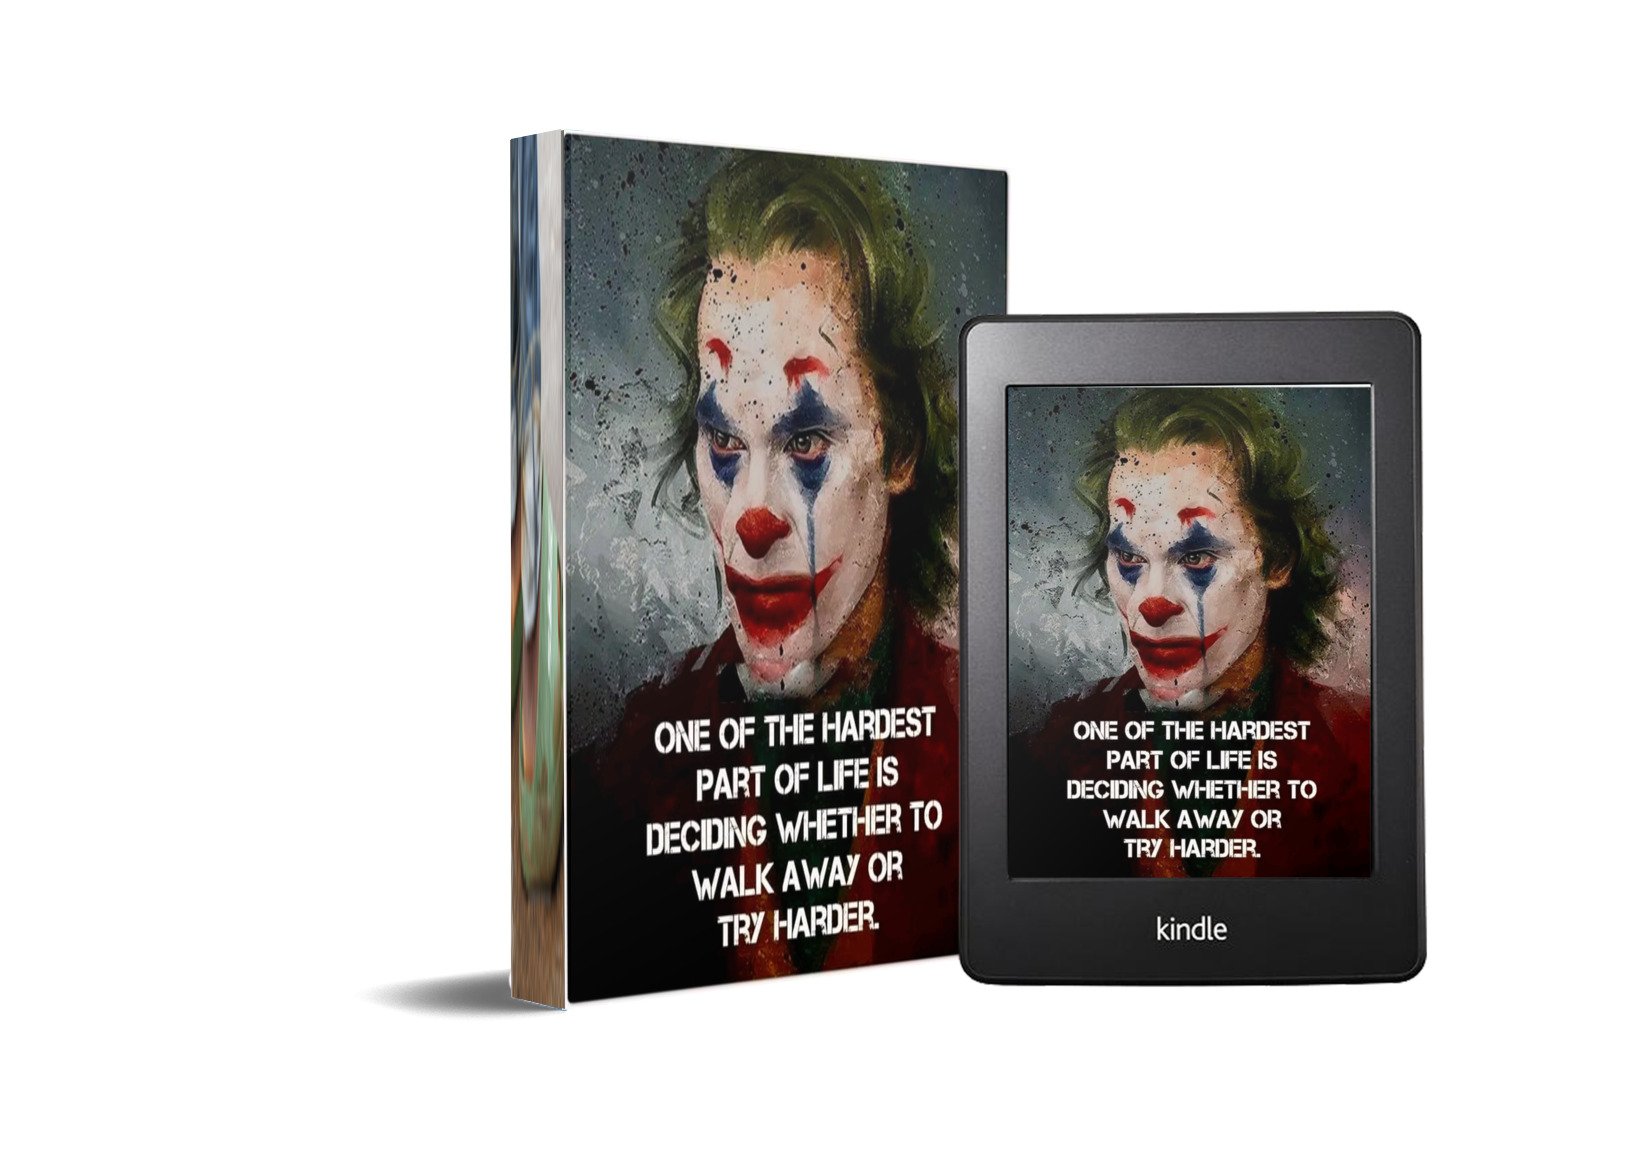 ONE OF THE HARDEST
PART OF LIFE IS
DECIDING WHETHER TO
WALK AWAY OR
TRY HARDER.
ONE OF THE HARDEST
PART OF LIFE IS
DECIDING WHETHER TO
WALK AWAY OR
TRY HARDER.
kindle